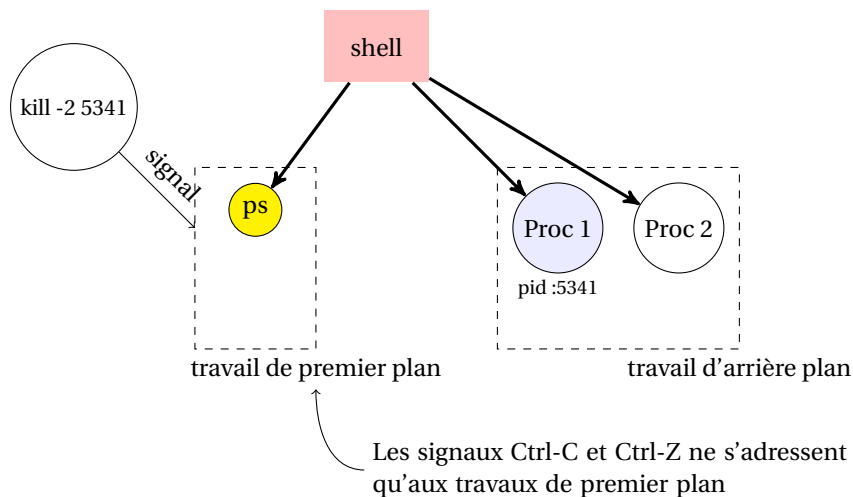 shell
kill -2 5341
signal
ps
Proc 1
Proc 2
pid :5341
travail de premier plan
travail d'arrière plan
Les signaux Ctrl-C et Ctrl-Z ne s'adressent
qu'aux travaux de premier plan